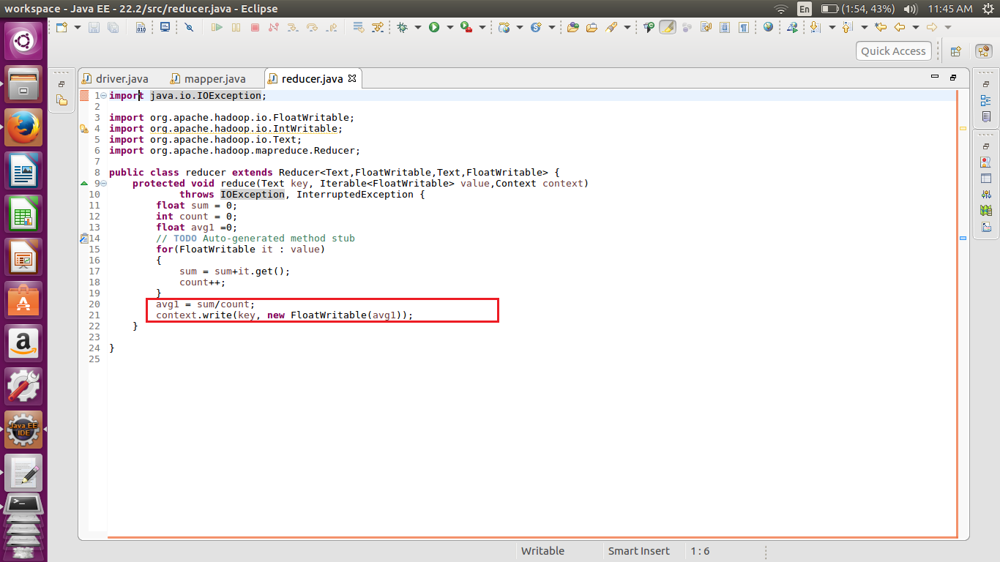 workspace - Java EE - 22.2/src/reducer.java - Eclipse
En
(1:54, 43%)
11:45 AM
010
Quick Access
driver.java
mapper.java
reducer.java
1 import java.io.IOException;
2
3 import org.apache.hadoop.io.FloatWritable;
4 import org.apache.hadoop.io.IntWritable;
5 import org.apache.hadoop.io.Text;
6 import org.apache.hadoop.mapreduce.Reducer;
7
8 public class reducer extends Reducer<Text,FloatWritable,Text,FloatWritable> {
9     protected void reduce(Text key, Iterable<FloatWritable> value,Context context)
10             throws IOException, InterruptedException {
11         float sum = 0;
12         int count = 0;
13         float avg1 =0;
14         // TODO Auto-generated method stub
15         for(FloatWritable it : value)
16         {
17             sum = sum+it.get();
18             count++;
19         }
20         avg1 = sum/count;
21         context.write(key, new FloatWritable(avg1));
22     }
23
24 }
25
a
Java EE
IDE
>_
Writable
Smart Insert
1 : 6